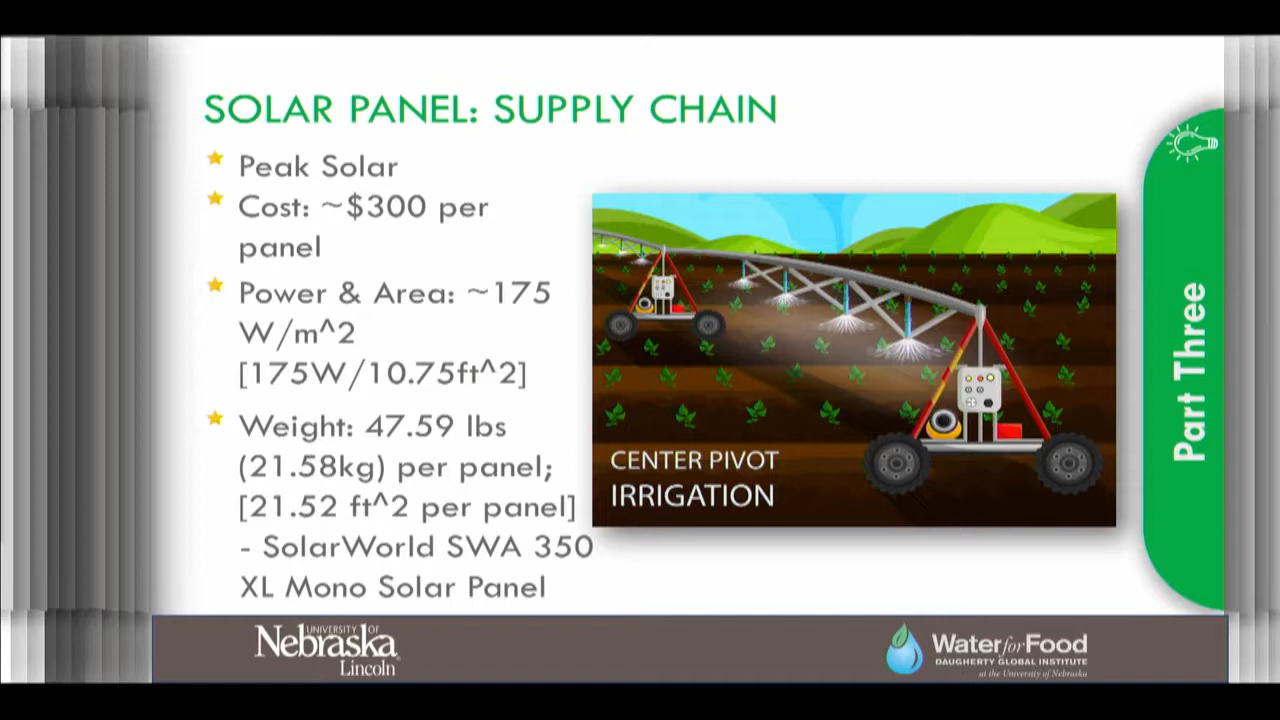 SOLAR PANEL: SUPPLY CHAIN
Peak Solar
Cost: ~$300 per
panel
Power & Area: ~175
W/m^2
[175W/10.75ft^2]
Weight: 47.59 lbs
(21.58kg) per panel;
[21.52 ft^2 per panel]
- SolarWorld SWA 350
XL Mono Solar Panel
CENTER PIVOT
IRRIGATION
Part Three
UNIVERSITY OF
Nebraska
Lincoln
Water for Food
DAUGHERTY GLOBAL INSTITUTE
at the University of Nebraska